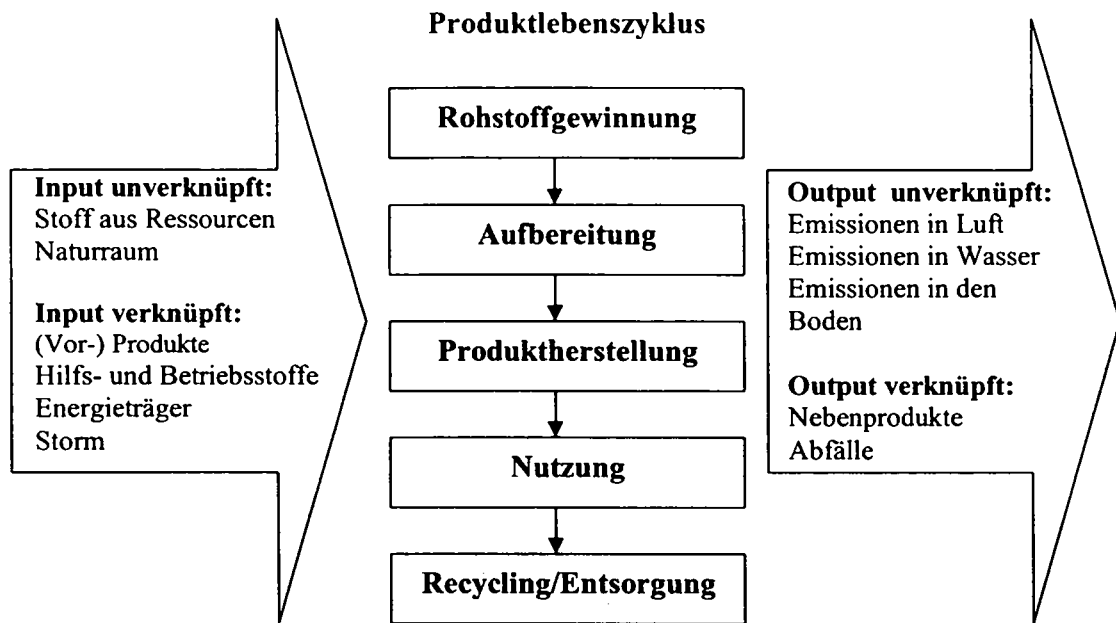 Produktlebenszyklus
Input unverknüpft:
Stoff aus Ressourcen
Naturraum
Input verknüpft:
(Vor-) Produkte
Hilfs- und Betriebsstoffe
Energieträger
Storm
Rohstoffgewinnung
Aufbereitung
Produktherstellung
Nutzung
Recycling/Entsorgung
Output unverknüpft:
Emissionen in Luft
Emissionen in Wasser
Emissionen in den
Boden
Output verknüpft:
Nebenprodukte
Abfälle